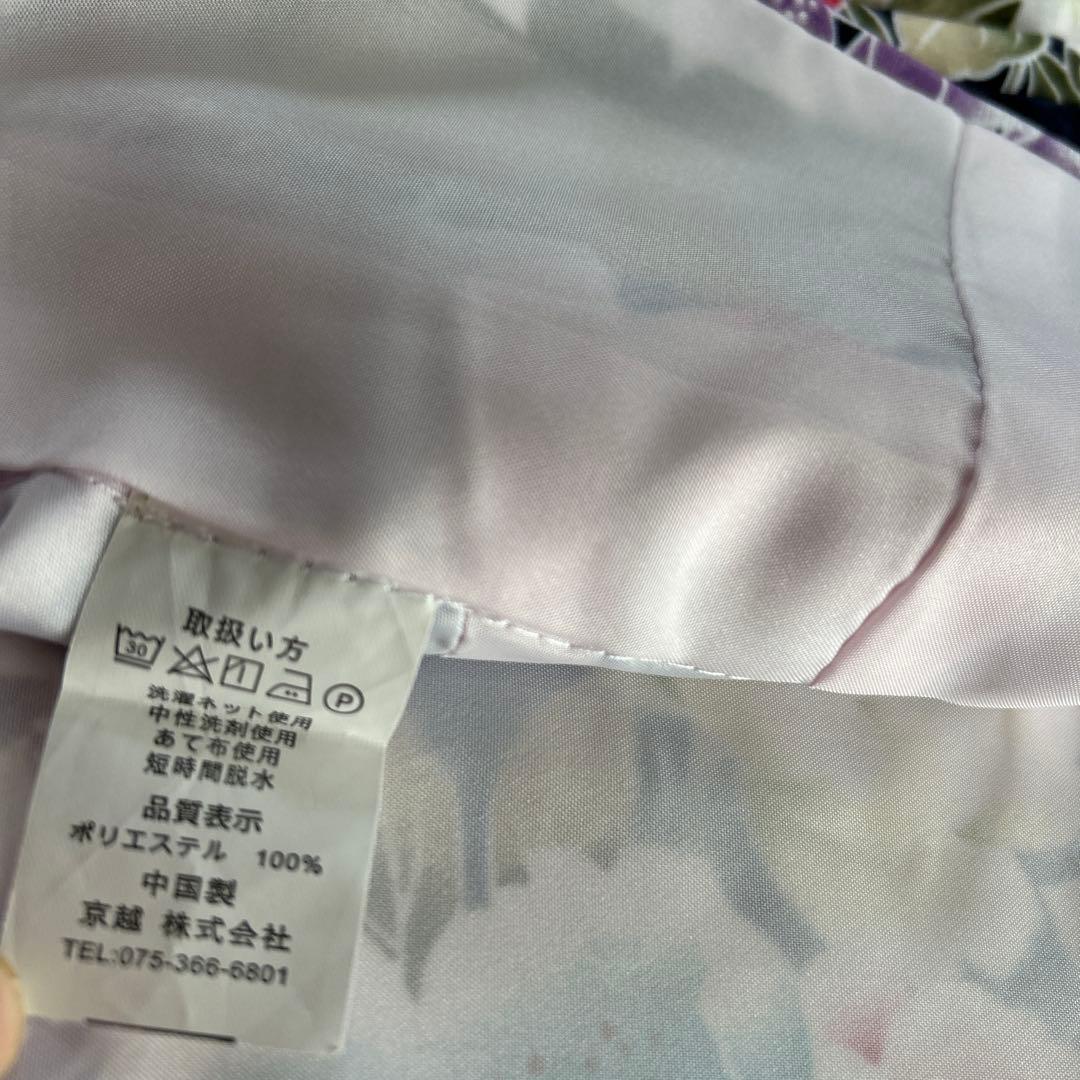 取扱い方
30
P
洗濯ネット使用
中性洗剤使用
あて布使用
短時間脱水
品質表示
ポリエステル 100%
中国製
京越 株式会社
TEL:075-366-6801